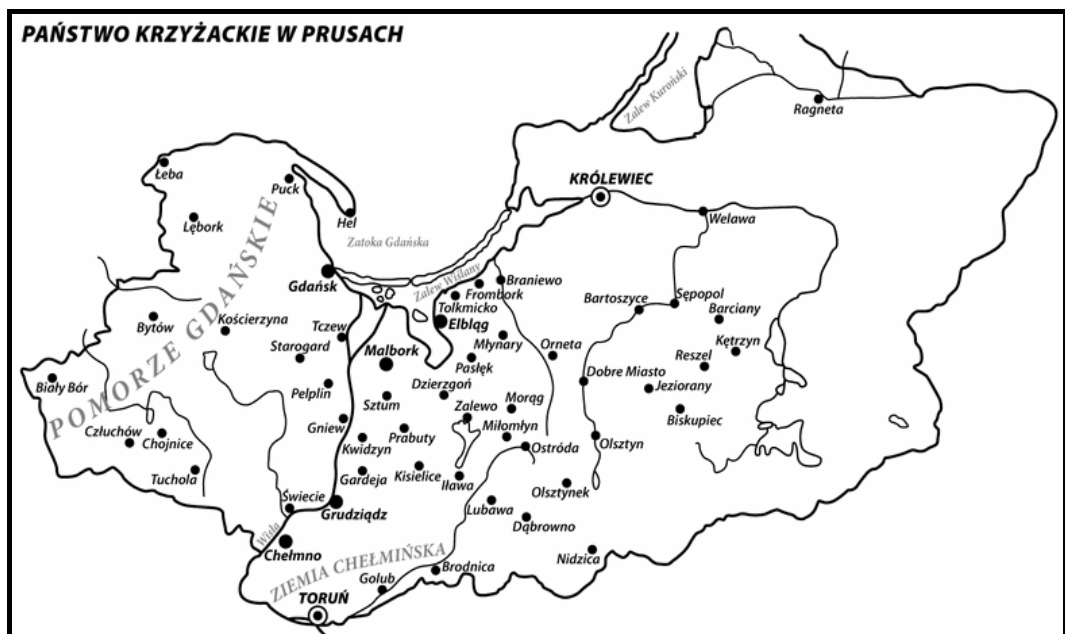 PAŃSTWO KRZYŻACKIE W PRUSACH
Zalew Kuroński
Ragneta
Łeba
Puck
KRÓLEWIEC
Lębork
Hel
Welawa
Zatoka Gdańska
POMORZE GDAŃSKIE
Gdańsk
Zalew Wiślany
Frombork
Braniewo
Tolkmicko
Bartoszyce
Sępopol
Barciany
Bytów
Kościerzyna
Tczew
Elbląg
Młynary
Orneta
Kętrzyn
Starogard
Malbork
Pasłęk
Reszel
Biały Bór
Pelplin
Sztum
Dzierzgoń
Dobre Miasto
Jeziorany
Zalewo
Morąg
Biskupiec
Człuchów
Chojnice
Gniew
Kwidzyn
Prabuty
Miłomłyn
Ostróda
Olsztyn
Tuchola
Gardeja
Kisielice
Iława
Olsztynek
Świecie
Grudziądz
Lubawa
Dąbrowno
Wisła
Chełmno
ZIEMIA CHEŁMIŃSKA
Nidzica
Golub
Brodnica
TORUŃ